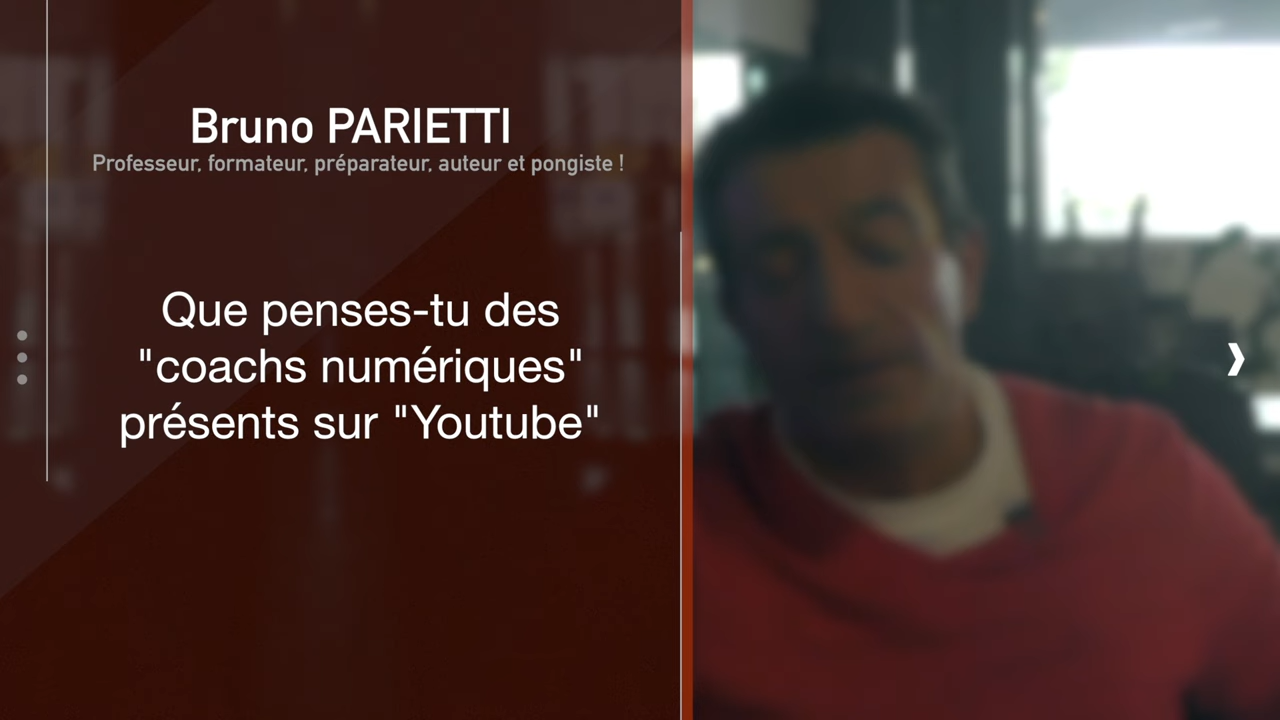 Bruno PARIETTI
Professeur, formateur, préparateur, auteur et pongiste !
Que penses-tu des
"coachs numériques"
présents sur "Youtube"